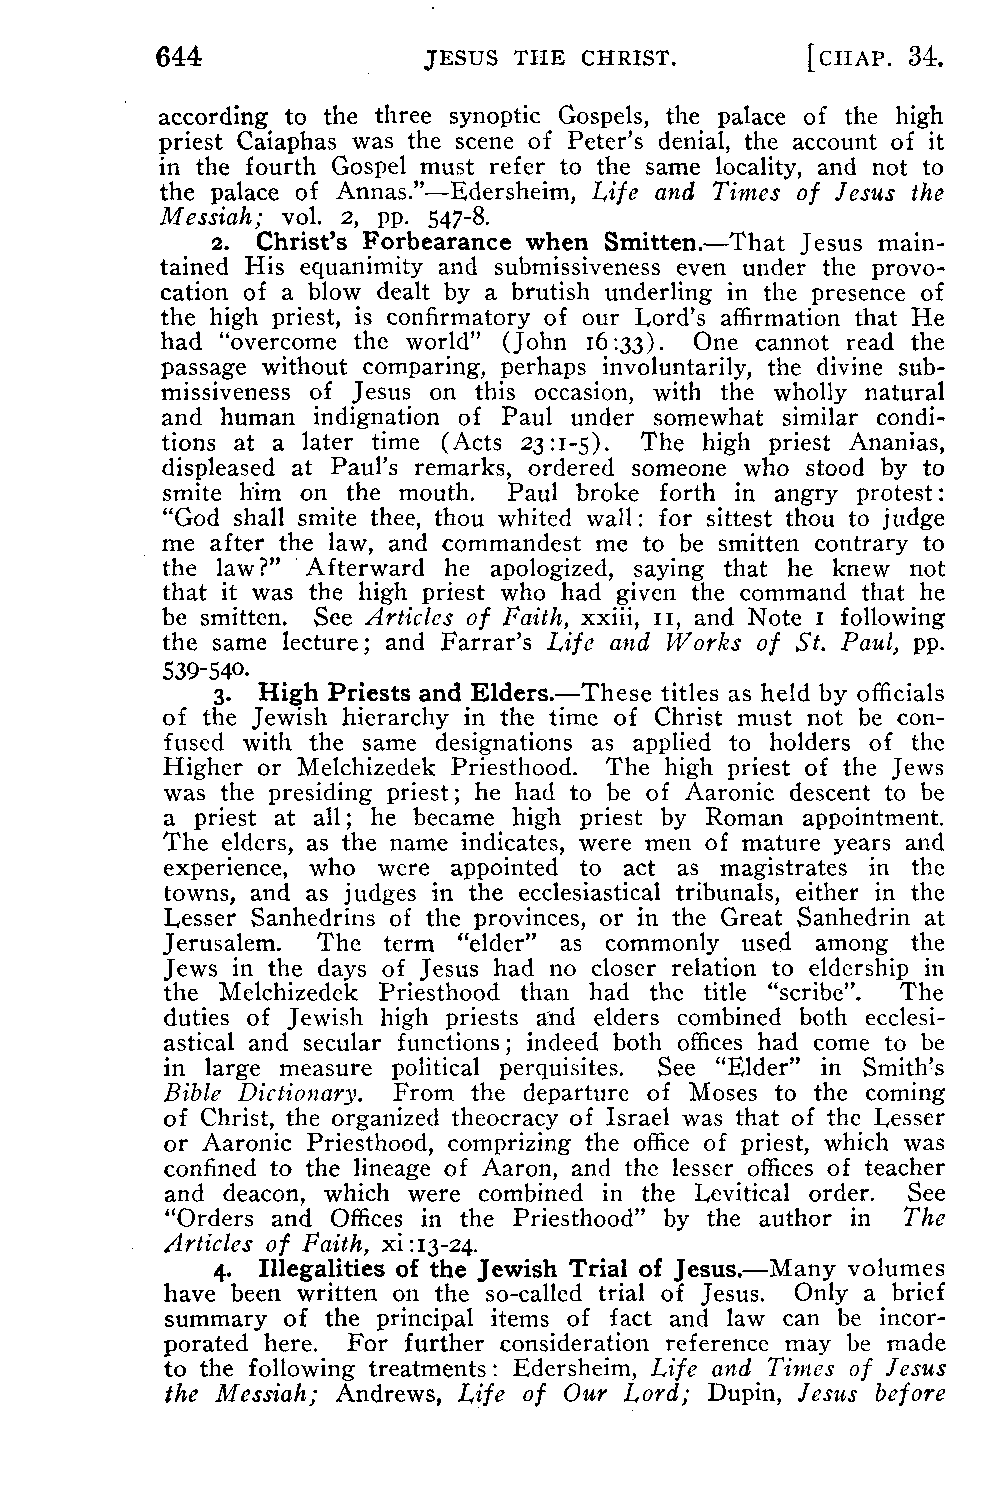 644 JESUS THE CHRIST. [CHAP. 34.
according to the three synoptic Gospels, the palace of the high
priest Caiaphas was the scene of Peter's denial, the account of it
in the fourth Gospel must refer to the same locality, and not to
the palace of Annas."—Edersheim, Life and Times of Jesus the
Messiah; vol. 2, pp. 547-8.
2. Christ's Forbearance when Smitten.—That Jesus main-
tained His equanimity and submissiveness even under the provo-
cation of a blow dealt by a brutish underling in the presence of
the high priest, is confirmatory of our Lord's affirmation that He
had "overcome the world" (John 16:33). One cannot read the
passage without comparing, perhaps involuntarily, the divine sub-
missiveness of Jesus on this occasion, with the wholly natural
and human indignation of Paul under somewhat similar condi-
tions at a later time (Acts 23:1-5). The high priest Ananias,
displeased at Paul's remarks, ordered someone who stood by to
smite him on the mouth. Paul broke forth in angry protest:
"God shall smite thee, thou whited wall: for sittest thou to judge
me after the law, and commandest me to be smitten contrary to
the law?" Afterward he apologized, saying that he knew not
that it was the high priest who had given the command that he
be smitten. See Articles of Faith, xxiii, 11, and Note 1 following
the same lecture; and Farrar's Life and Works of St. Paul, pp.
539-540.
3. High Priests and Elders.—These titles as held by officials
of the Jewish hierarchy in the time of Christ must not be con-
fused with the same designations as applied to holders of the
Higher or Melchizedek Priesthood. The high priest of the Jews
was the presiding priest; he had to be of Aaronic descent to be
a priest at all; he became high priest by Roman appointment.
The elders, as the name indicates, were men of mature years and
experience, who were appointed to act as magistrates in the
towns, and as judges in the ecclesiastical tribunals, either in the
Lesser Sanhedrins of the provinces, or in the Great Sanhedrin at
Jerusalem. The term "elder" as commonly used among the
Jews in the days of Jesus had no closer relation to eldership in
the Melchizedek Priesthood than had the title "scribe". The
duties of Jewish high priests and elders combined both ecclesi-
astical and secular functions; indeed both offices had come to be
in large measure political perquisites. See "Elder" in Smith's
Bible Dictionary. From the departure of Moses to the coming
of Christ, the organized theocracy of Israel was that of the Lesser
or Aaronic Priesthood, comprizing the office of priest, which was
confined to the lineage of Aaron, and the lesser offices of teacher
and deacon, which were combined in the Levitical order. See
"Orders and Offices in the Priesthood" by the author in The
Articles of Faith, xi:13-24.
4. Illegalities of the Jewish Trial of Jesus.—Many volumes
have been written on the so-called trial of Jesus. Only a brief
summary of the principal items of fact and law can be incor-
porated here. For further consideration reference may be made
to the following treatments: Edersheim, Life and Times of Jesus
the Messiah; Andrews, Life of Our Lord; Dupin, Jesus before